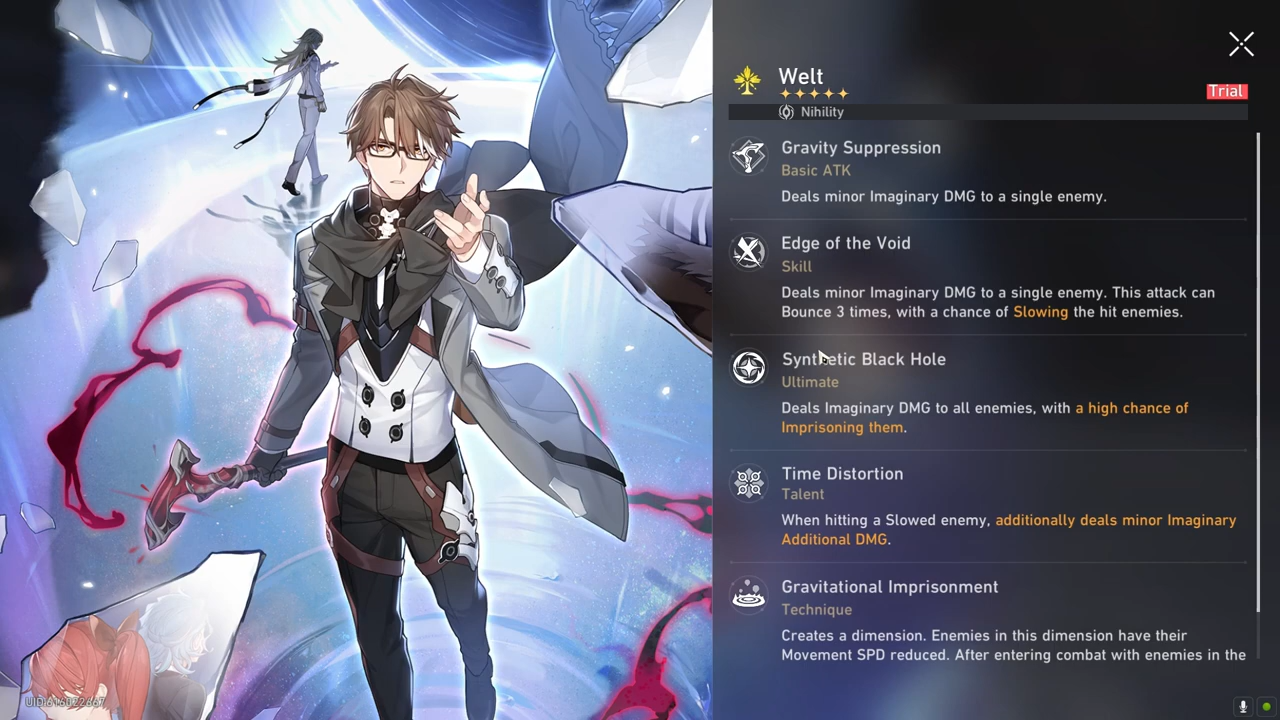 Welt
Trial
Nihility
Gravity Suppression
Basic ATK
Deals minor Imaginary DMG to a single enemy.
Edge of the Void
Skill
Deals minor Imaginary DMG to a single enemy. This attack can
Bounce 3 times, with a chance of Slowing the hit enemies.
Synthetic Black Hole
Ultimate
Deals Imaginary DMG to all enemies, with a high chance of
Imprisoning them.
Time Distortion
Talent
When hitting a Slowed enemy, additionally deals minor Imaginary
Additional DMG.
Gravitational Imprisonment
Technique
Creates a dimension. Enemies in this dimension have their
Movement SPD reduced. After entering combat with enemies in the